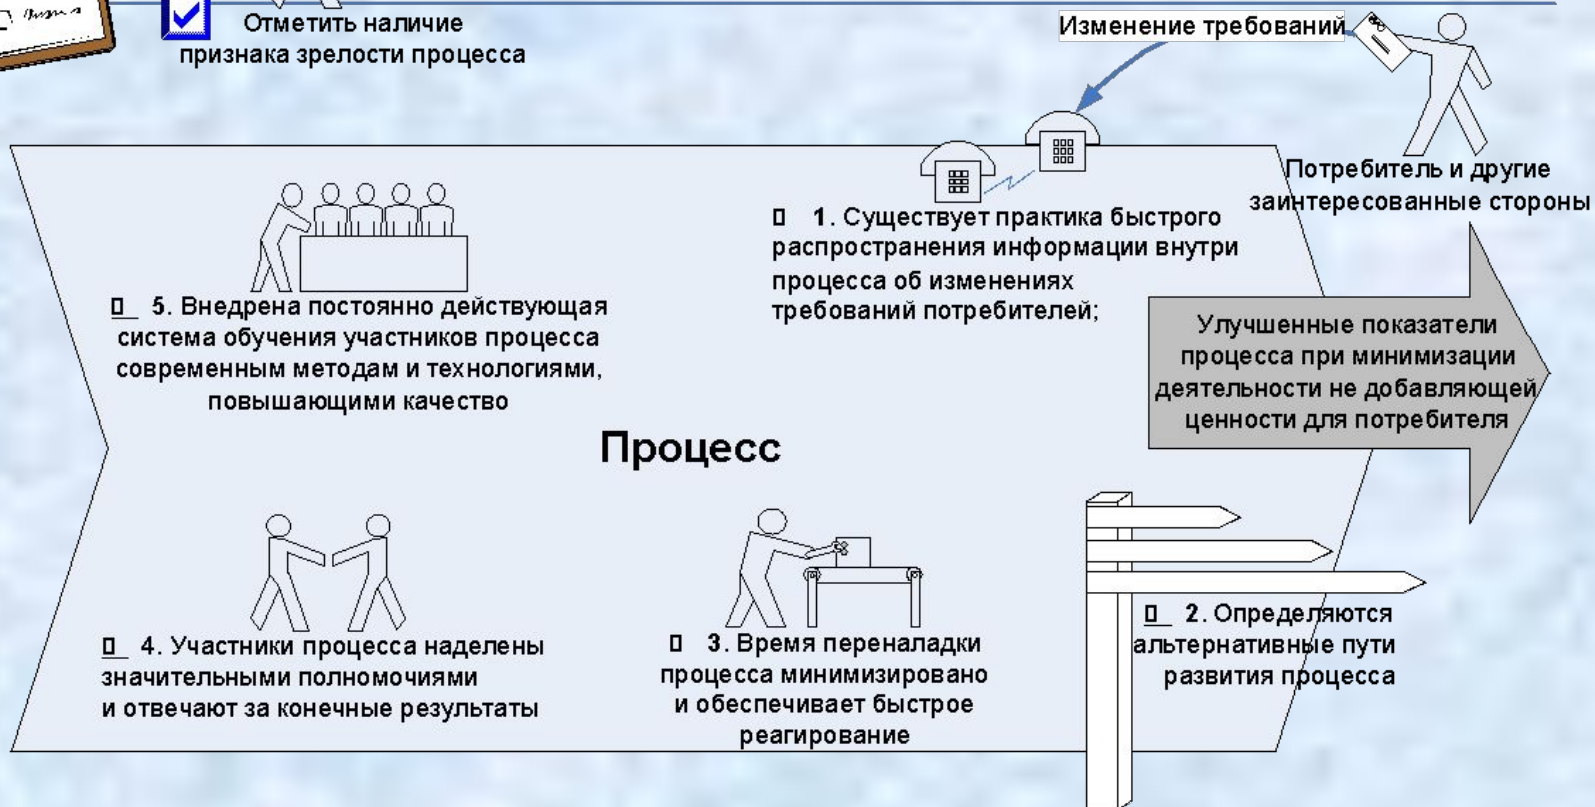 Отметить наличие
признака зрелости процесса
Изменение требований
Потребитель и другие
заинтересованные стороны
1. Существует практика быстрого
распространения информации внутри
процесса об изменениях
требований потребителей;
5. Внедрена постоянно действующая
система обучения участников процесса
современным методам и технологиями,
повышающими качество
Улучшенные показатели
процесса при минимизации
деятельности не добавляющей
ценности для потребителя
Процесс
4. Участники процесса наделены
значительными полномочиями
и отвечают за конечные результаты
3. Время переналадки
процесса минимизировано
и обеспечивает быстрое
реагирование
2. Определяются
альтернативные пути
развития процесса